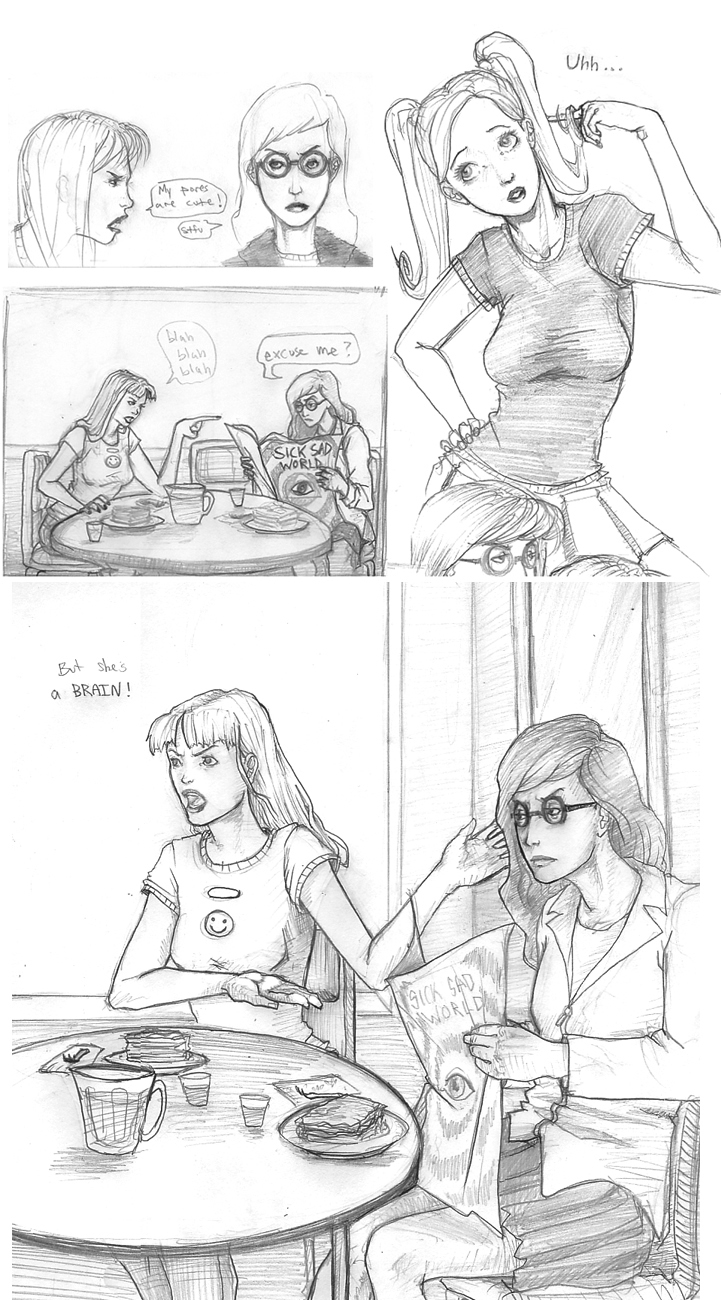 My pores
are cute!
stfu
Uhh...
blah
blah
blah
excuse me?
SICK SAD
WORLD
But she's
a BRAIN!
SICK SAD
WORLD